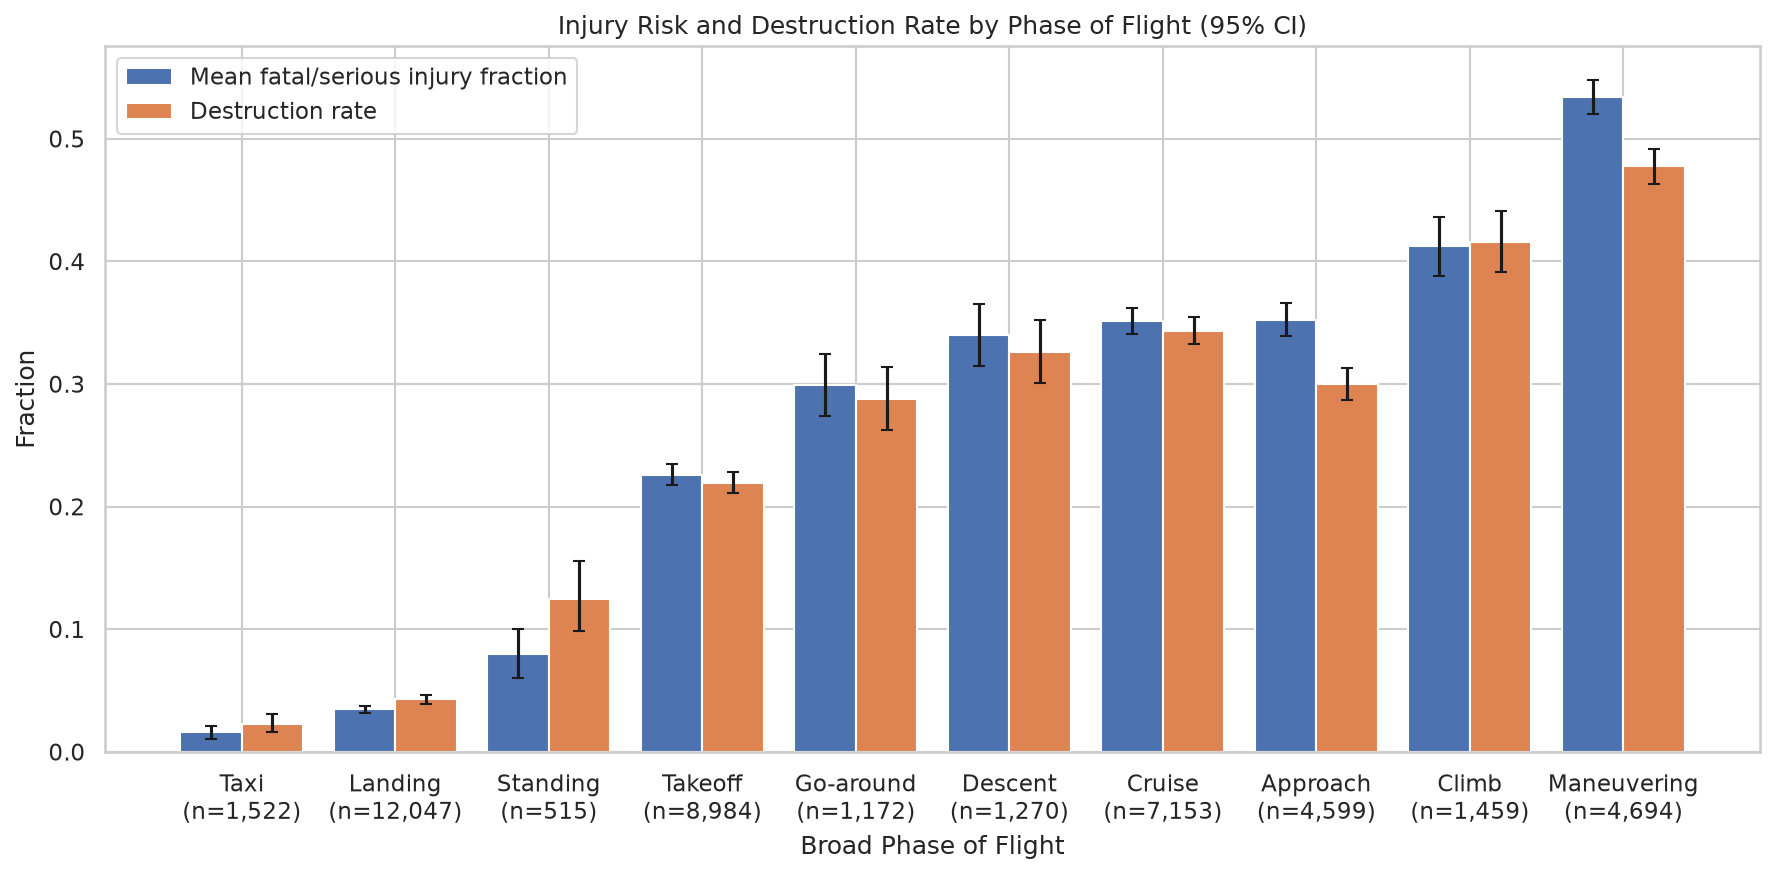 Injury Risk and Destruction Rate by Phase of Flight (95% CI)
Mean fatal/serious injury fraction
Destruction rate
Fraction
0.5
0.4
0.3
0.2
0.1
0.0
Taxi
(n=1,522)
Landing
(n=12,047)
Standing
(n=515)
Takeoff
(n=8,984)
Go-around
(n=1,172)
Descent
(n=1,270)
Cruise
(n=7,153)
Approach
(n=4,599)
Climb
(n=1,459)
Maneuvering
(n=4,694)
Broad Phase of Flight